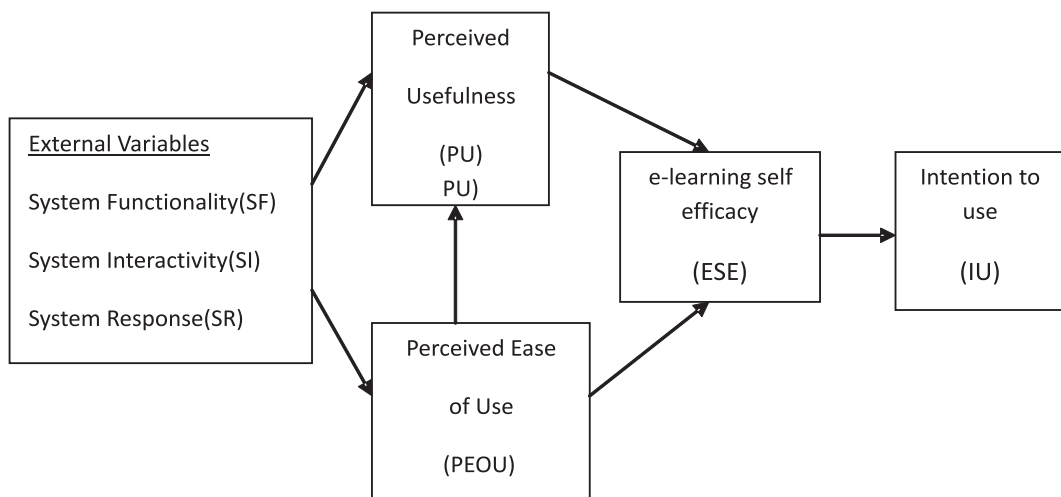 External Variables
System Functionality(SF)
System Interactivity(SI)
System Response(SR)
Perceived
Usefulness
(PU)
PU)
Perceived Ease
of Use
(PEOU)
e-learning self
efficacy
(ESE)
Intention to
use
(IU)